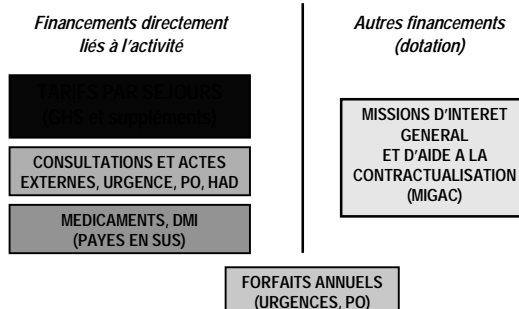 Financements directement
liés à l'activité
TARIFS PAR SEJOURS
(GHS et suppléments)
CONSULTATIONS ET ACTES
EXTERNES, URGENCE, PO, HAD
MEDICAMENTS, DMI
(PAYES EN SUS)
Autres financements
(dotation)
MISSIONS D'INTERET
GENERAL
ET D'AIDE A LA
CONTRACTUALISATION
(MIGAC)
FORFAITS ANNUELS
(URGENCES, PO)